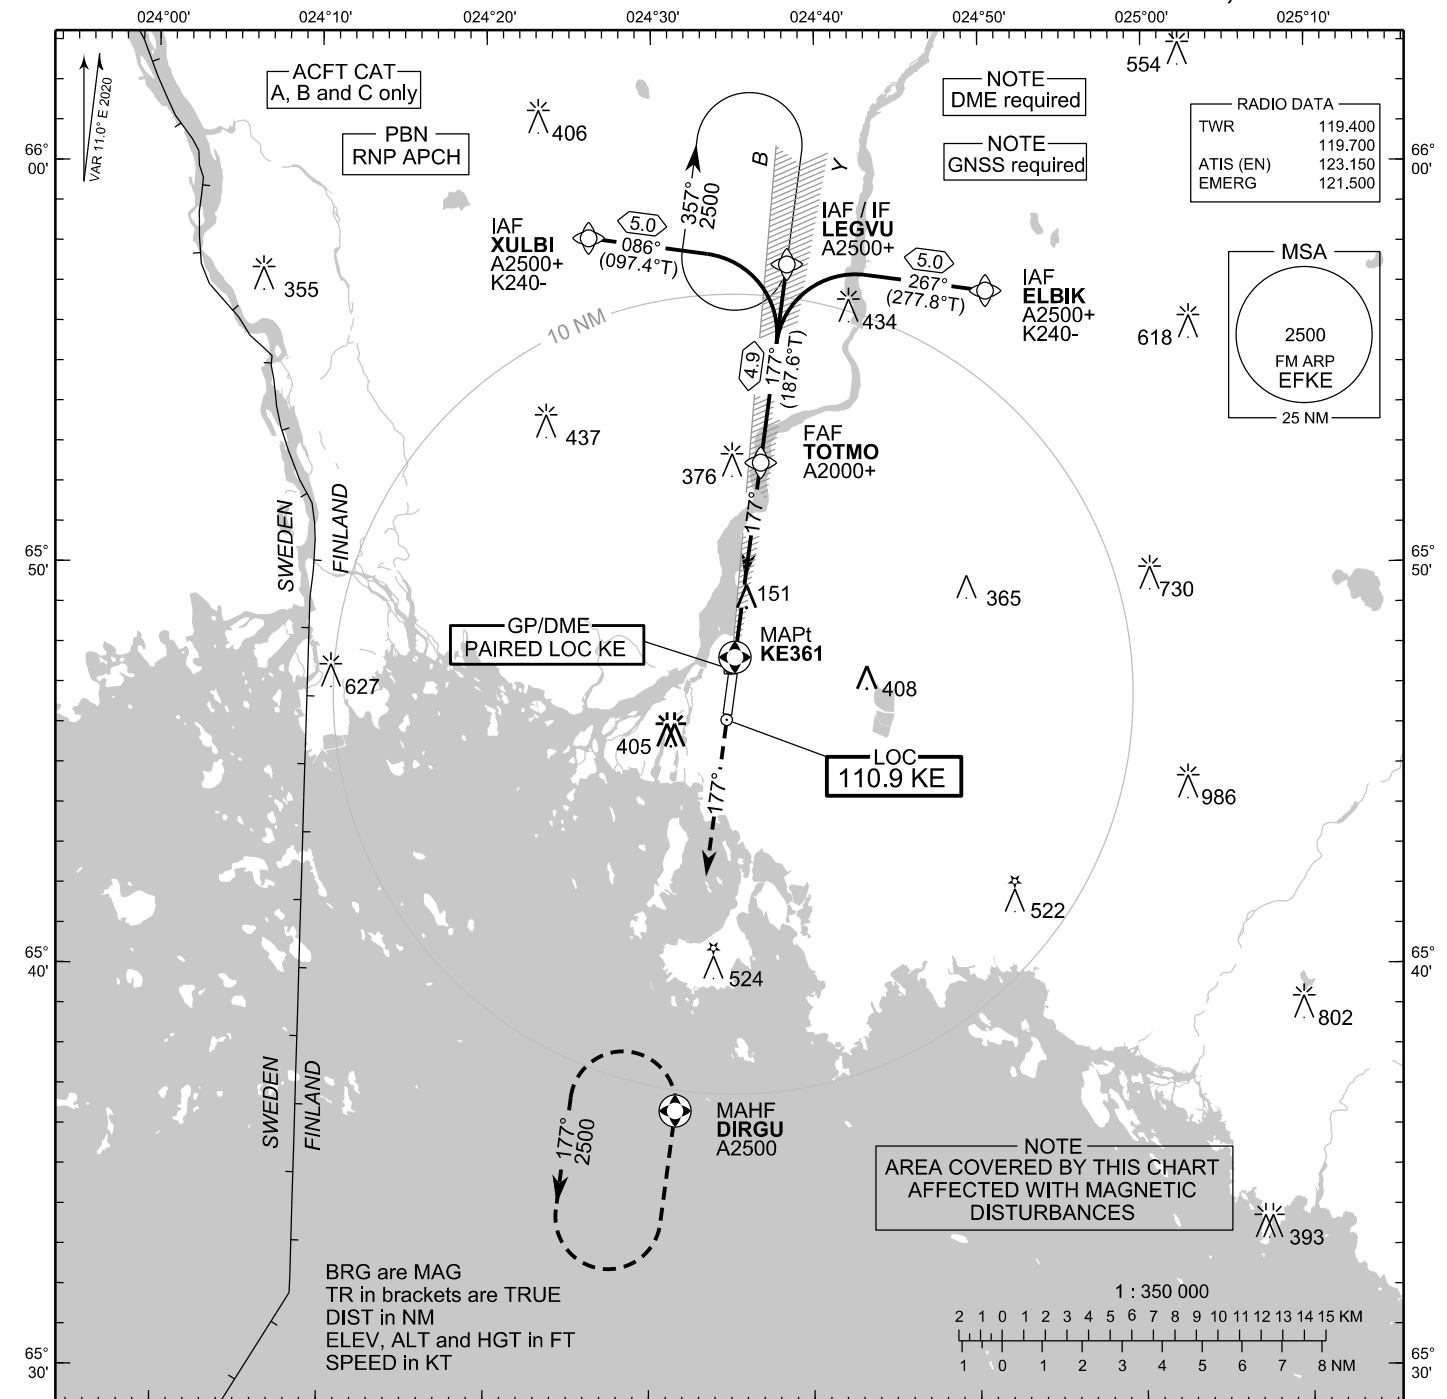 024°00' 024°10' 024°20' 024°30' 024°40' 024°50' 025°00' 025°10'
VAR 11.0° E 2020
ACFT CAT
A, B and C only
PBN
RNP APCH
406
NOTE
DME required
NOTE
GNSS required
554
RADIO DATA
TWR 119.400
119.700
ATIS (EN) 123.150
EMERG 121.500
66°
00'
66°
00'
B
Y
357°
2500
IAF
XULBI
A2500+
K240-
5.0
086°
(097.4°T)
IAF / IF
LEGVU
A2500+
5.0
267°
(277.8°T)
IAF
ELBIK
A2500+
K240-
MSA
2500
FM ARP
EFKE
25 NM
355
434
618
10 NM
4.9
177°
(187.6°T)
437
376
FAF
TOTMO
A2000+
SWEDEN
FINLAND
177°
65°
50'
65°
50'
151
365
730
GP/DME
PAIRED LOC KE
MAPt
KE361
627
408
405
LOC
110.9 KE
177°
986
522
524
65°
40'
65°
40'
802
SWEDEN
FINLAND
177°
2500
MAHF
DIRGU
A2500
NOTE
AREA COVERED BY THIS CHART
AFFECTED WITH MAGNETIC
DISTURBANCES
393
BRG are MAG
TR in brackets are TRUE
DIST in NM
ELEV, ALT and HGT in FT
SPEED in KT
1 : 350 000
2 1 0 1 2 3 4 5 6 7 8 9 10 11 12 13 14 15 KM
1 0 1 2 3 4 5 6 7 8 NM
65°
30'
65°
30'